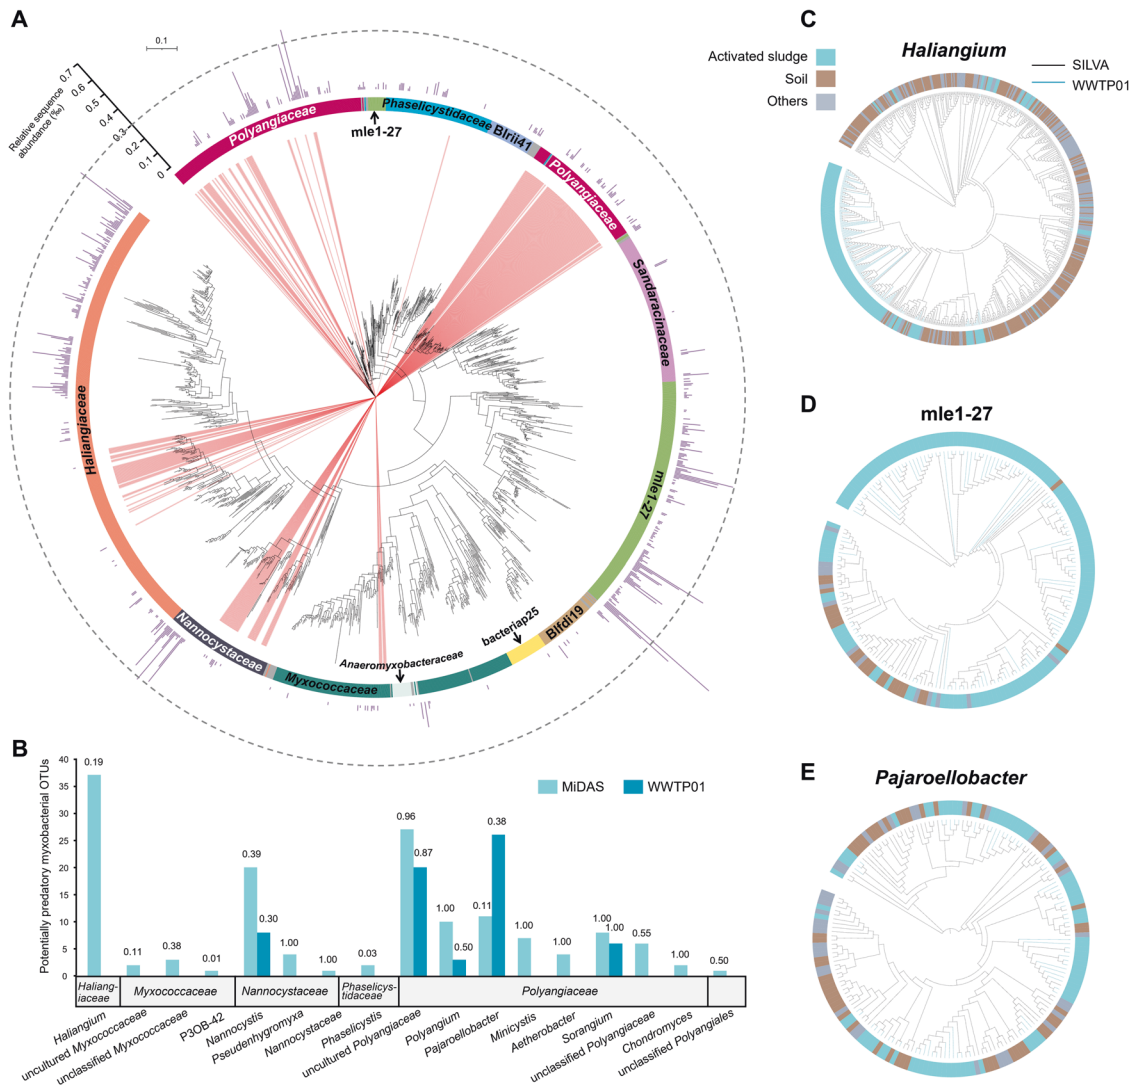 A
0.1
Relative sequence
abundance (‰)
0.7
0.6
0.5
0.4
0.3
0.2
0.1
0
Polyangiaceae
mle1-27
Phaselicystidaceae
Blrii41
Polyangiaceae
Sandaracinaceae
mle1-27
Blfdi19
bacteriap25
Anaeromyxobacteraceae
Myxococcaceae
Nannocystaceae
Haliangiaceae
B
Potentially predatory myxobacterial OTUs
40
35
30
25
20
15
10
5
0
MiDAS
WWTP01
0.19
0.11
0.38
0.01
0.39
0.30
1.00
1.00
0.03
0.96
0.87
1.00
0.50
0.11
0.38
1.00
1.00
1.00
1.00
0.55
1.00
0.50
Haliang-
iaceae
Myxococcaceae
Nannocystaceae
Phaselicys-
tidaceae
Polyangiaceae
Haliangium
uncultured Myxococcaceae
unclassified Myxococcaceae
P3OB-42
Nannocystis
Pseudenhygromyxa
Nannocystaceae
Phaselicystis
uncultured Polyangiaceae
Polyangium
Pajaroellobacter
Minicystis
Aetherobacter
Sorangium
unclassified Polyangiaceae
Chondromyces
unclassified Polyangiales
C
Activated sludge
Soil
Others
Haliangium
SILVA
WWTP01
D
mle1-27
E
Pajaroellobacter